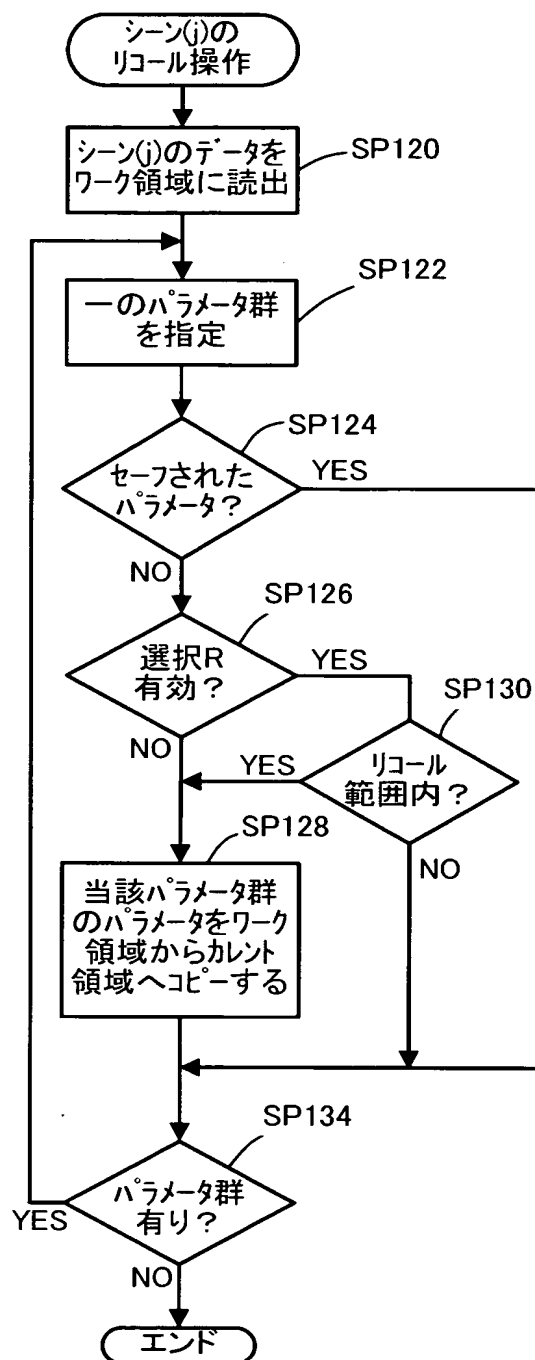 シーン(j)の
リコール操作
シーン(j)のデータを
ワーク領域に読出
SP120
SP122
一のパラメータ群
を指定
SP124
セーフされた
パラメータ？
YES
NO
SP126
選択R
有効？
YES
NO
SP130
リコール
範囲内？
YES
NO
SP128
当該パラメータ群
のパラメータをワーク
領域からカレント
領域へコピーする
SP134
パラメータ群
有り？
YES
NO
エンド